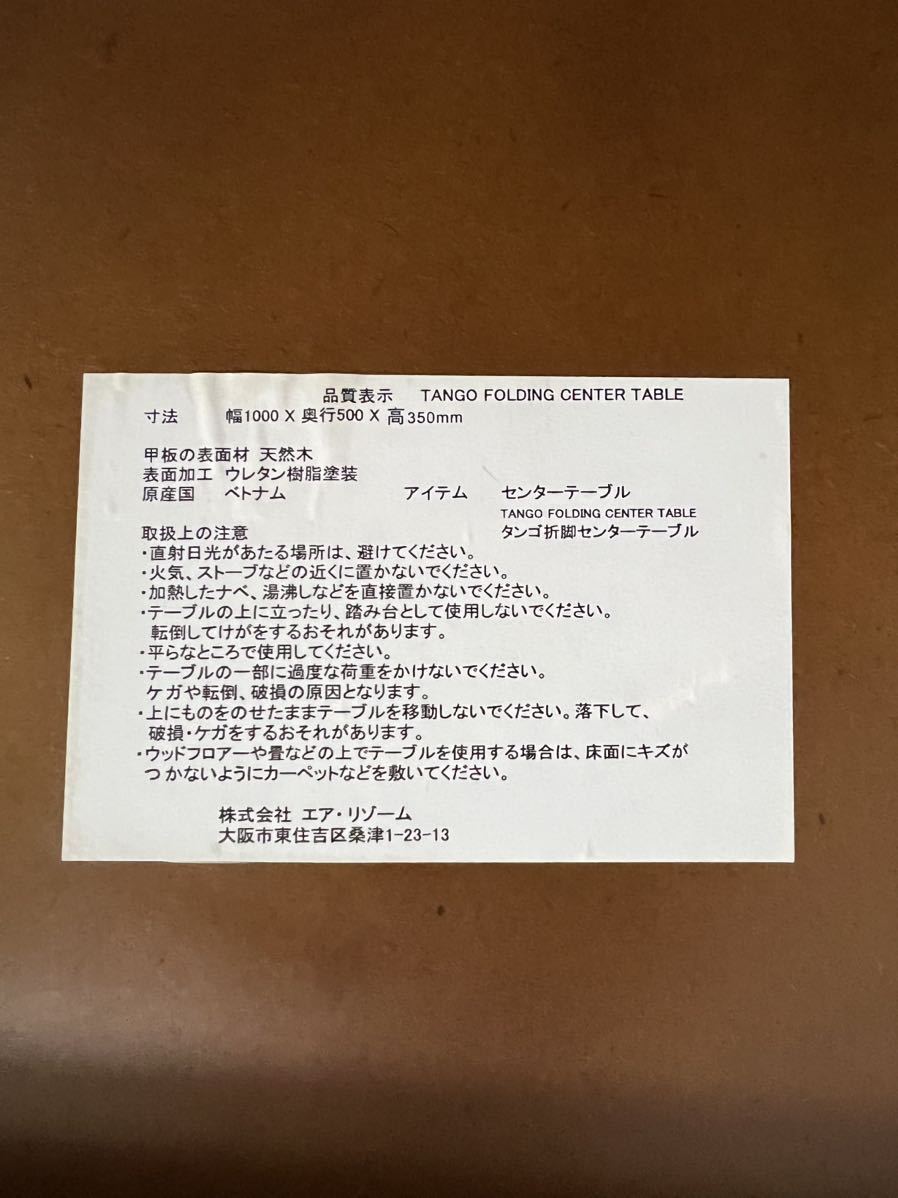 品質表示 TANGO FOLDING CENTER TABLE
寸法 幅1000 X 奥行500 X 高350mm
甲板の表面材 天然木
表面加工 ウレタン樹脂塗装
原産国 ベトナム アイテム センターテーブル
TANGO FOLDING CENTER TABLE
取扱上の注意 タンゴ折脚センターテーブル
・直射日光があたる場所は、避けてください。
・火気、ストーブなどの近くに置かないでください。
・加熱したナベ、湯沸しなどを直接置かないでください。
・テーブルの上に立ったり、踏み台として使用しないでください。
転倒してけがをするおそれがあります。
・平らなところで使用してください。
・テーブルの一部に過度な荷重をかけないでください。
ケガや転倒、破損の原因となります。
・上にものをのせたままテーブルを移動しないでください。落下して、
破損・ケガをするおそれがあります。
・ウッドフロアーや畳などの上でテーブルを使用する場合は、床面にキズが
つかないようにカーペットなどを敷いてください。
株式会社 エア・リゾーム
大阪市東住吉区桑津1-23-13